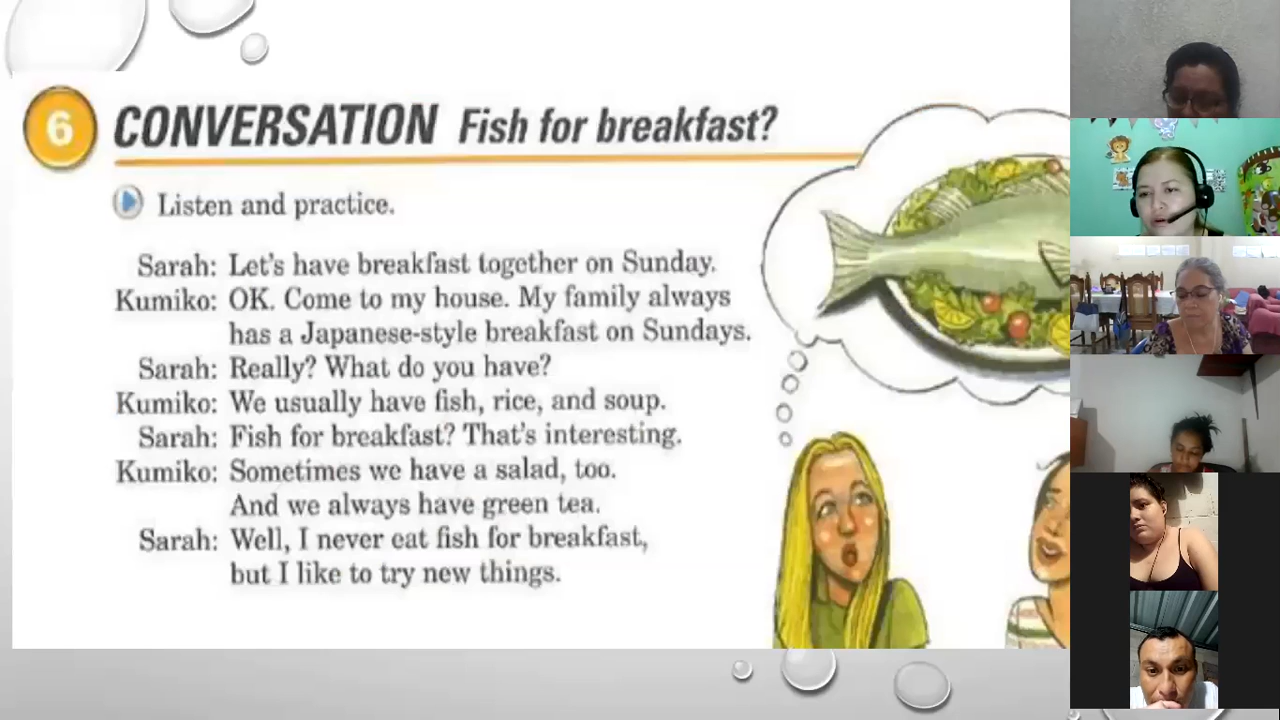 6 CONVERSATION Fish for breakfast?
Listen and practice.
Sarah: Let's have breakfast together on Sunday.
Kumiko: OK. Come to my house. My family always
has a Japanese-style breakfast on Sundays.
Sarah: Really? What do you have?
Kumiko: We usually have fish, rice, and soup.
Sarah: Fish for breakfast? That's interesting.
Kumiko: Sometimes we have a salad, too.
And we always have green tea.
Sarah: Well, I never eat fish for breakfast,
but I like to try new things.